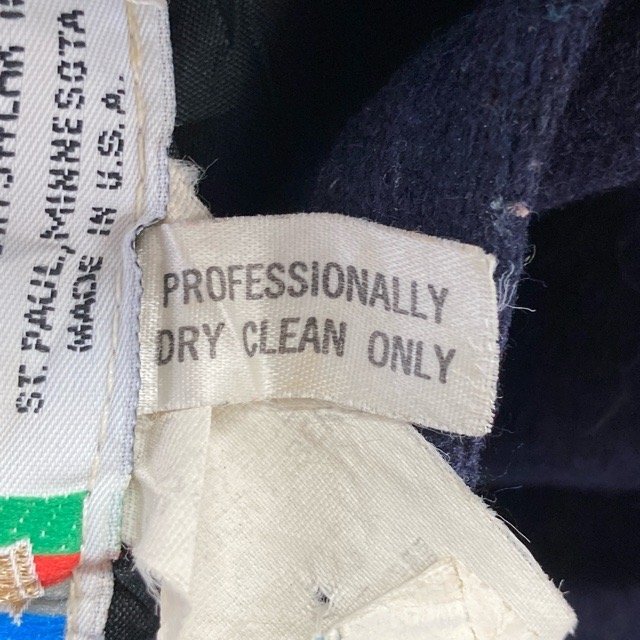 ST. PAUL, MINNESOTA
MADE IN U.S.A.
PROFESSIONALLY
DRY CLEAN ONLY